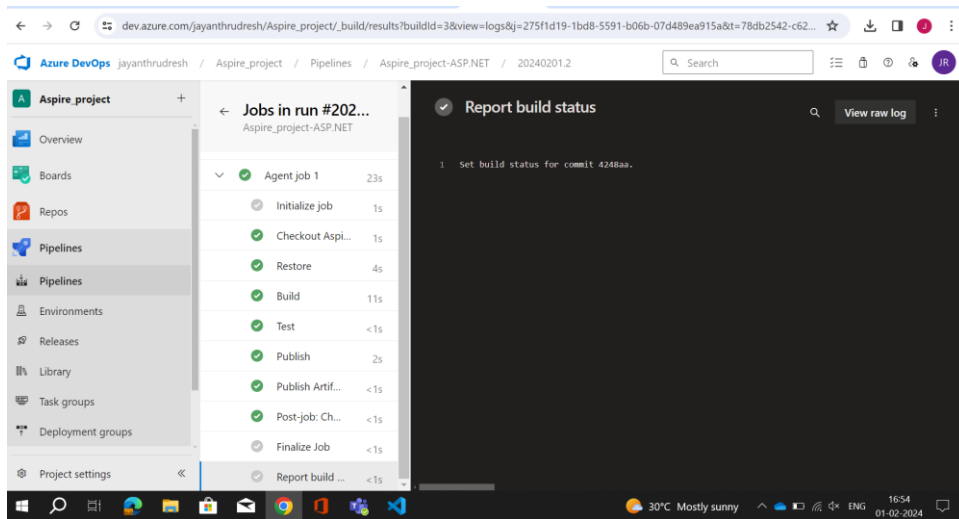 dev.azure.com/jayanthrudresh/Aspire_project/_build/results?buildId=3&view=logs&j=275f1d19-1bd8-5591-b06b-07d489ea915a&t=78db2542-c62...
J
Azure DevOps jayanthrudresh / Aspire_project / Pipelines / Aspire_project-ASP.NET / 20240201.2
Search
JR
A Aspire_project +
Overview
Boards
Repos
Pipelines
Pipelines
Environments
Releases
Library
Task groups
Deployment groups
Project settings
Jobs in run #202...
Aspire_project-ASP.NET
Agent job 1 23s
Initialize job 1s
Checkout Aspi... 1s
Restore 4s
Build 11s
Test <1s
Publish 2s
Publish Artif... <1s
Post-job: Ch... <1s
Finalize Job <1s
Report build ... <1s
Report build status
View raw log
1 Set build status for commit 4248aa.
30°C Mostly sunny
ENG
16:54
01-02-2024